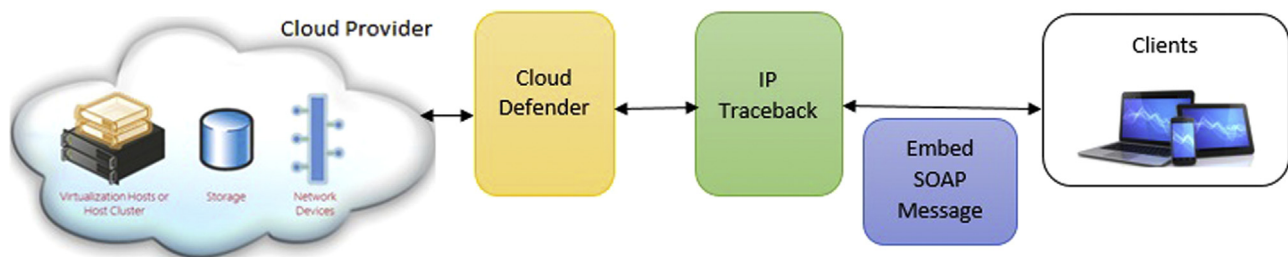 Cloud Provider
Virtualization Hosts or
Host Cluster
Storage
Network
Devices
Cloud
Defender
IP
Traceback
Embed
SOAP
Message
Clients